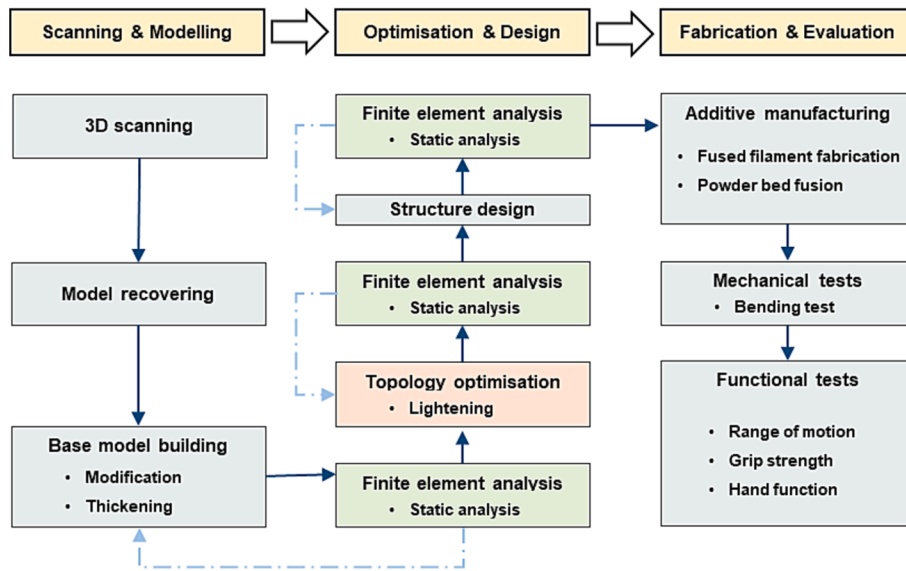 Scanning & Modelling
Optimisation & Design
Fabrication & Evaluation
3D scanning
Model recovering
Base model building
• Modification
• Thickening
Finite element analysis
• Static analysis
Structure design
Finite element analysis
• Static analysis
Topology optimisation
• Lightening
Finite element analysis
• Static analysis
Additive manufacturing
• Fused filament fabrication
• Powder bed fusion
Mechanical tests
• Bending test
Functional tests
• Range of motion
• Grip strength
• Hand function